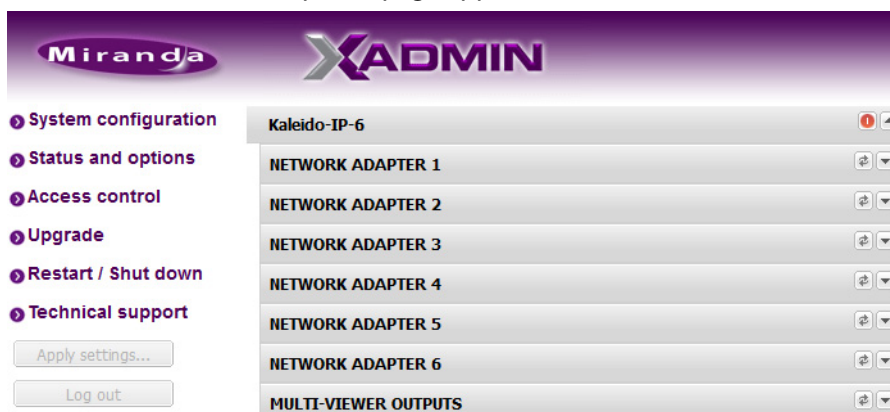 Miranda
XADMIN
System configuration
Status and options
Access control
Upgrade
Restart / Shut down
Technical support
Apply settings...
Log out
Kaleido-IP-6
NETWORK ADAPTER 1
NETWORK ADAPTER 2
NETWORK ADAPTER 3
NETWORK ADAPTER 4
NETWORK ADAPTER 5
NETWORK ADAPTER 6
MULTI-VIEWER OUTPUTS